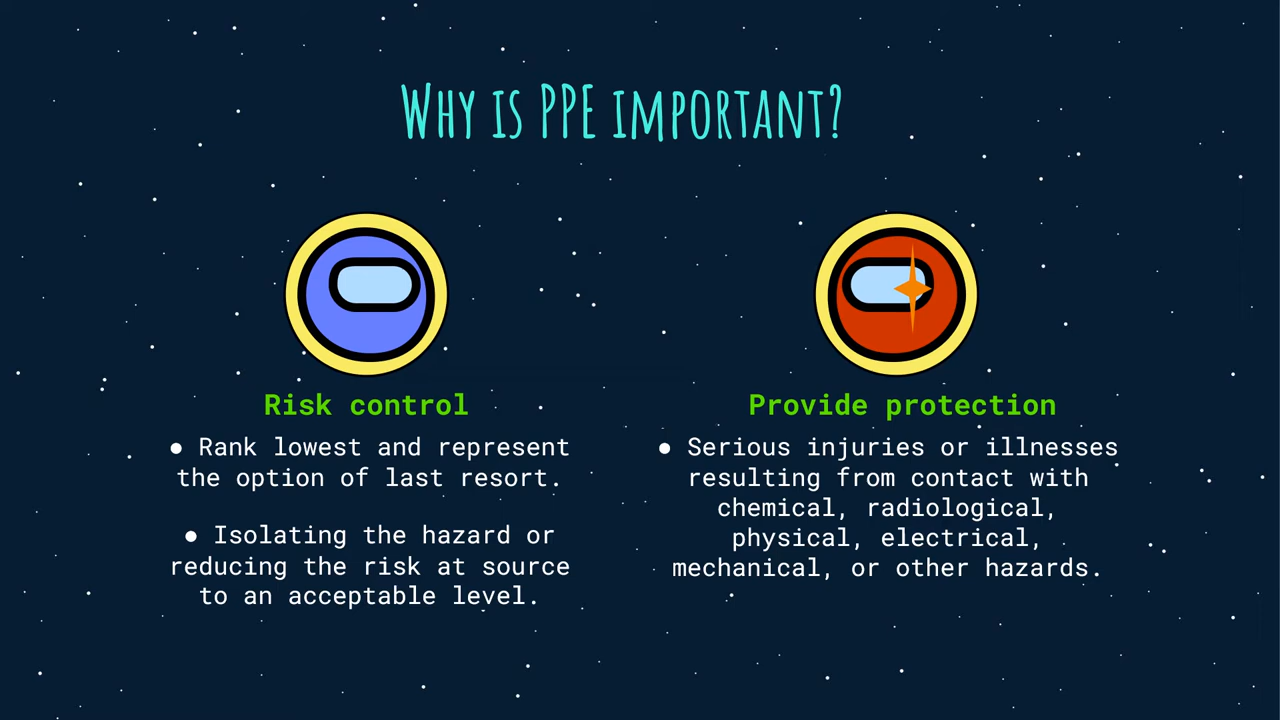 Why is PPE important?
Risk control
● Rank lowest and represent
the option of last resort.
● Isolating the hazard or
reducing the risk at source
to an acceptable level.
Provide protection
● Serious injuries or illnesses
resulting from contact with
chemical, radiological,
physical, electrical,
mechanical, or other hazards.